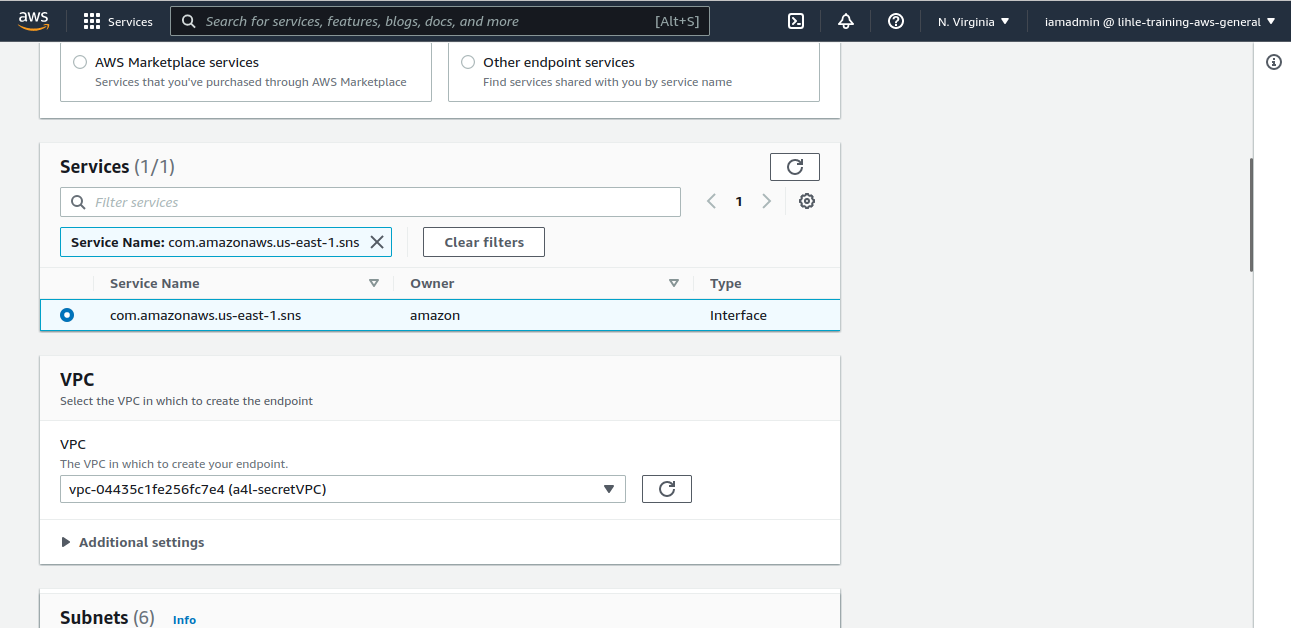 aws
Services
Search for services, features, blogs, docs, and more [Alt+S]
N. Virginia
iamadmin @ lihle-training-aws-general
AWS Marketplace services
Services that you've purchased through AWS Marketplace
Other endpoint services
Find services shared with you by service name
Services (1/1)
Filter services
1
Service Name: com.amazonaws.us-east-1.sns
Clear filters
Service Name Owner Type
com.amazonaws.us-east-1.sns amazon Interface
VPC
Select the VPC in which to create the endpoint
VPC
The VPC in which to create your endpoint.
vpc-04435c1fe256fc7e4 (a4l-secretVPC)
Additional settings
Subnets (6) Info